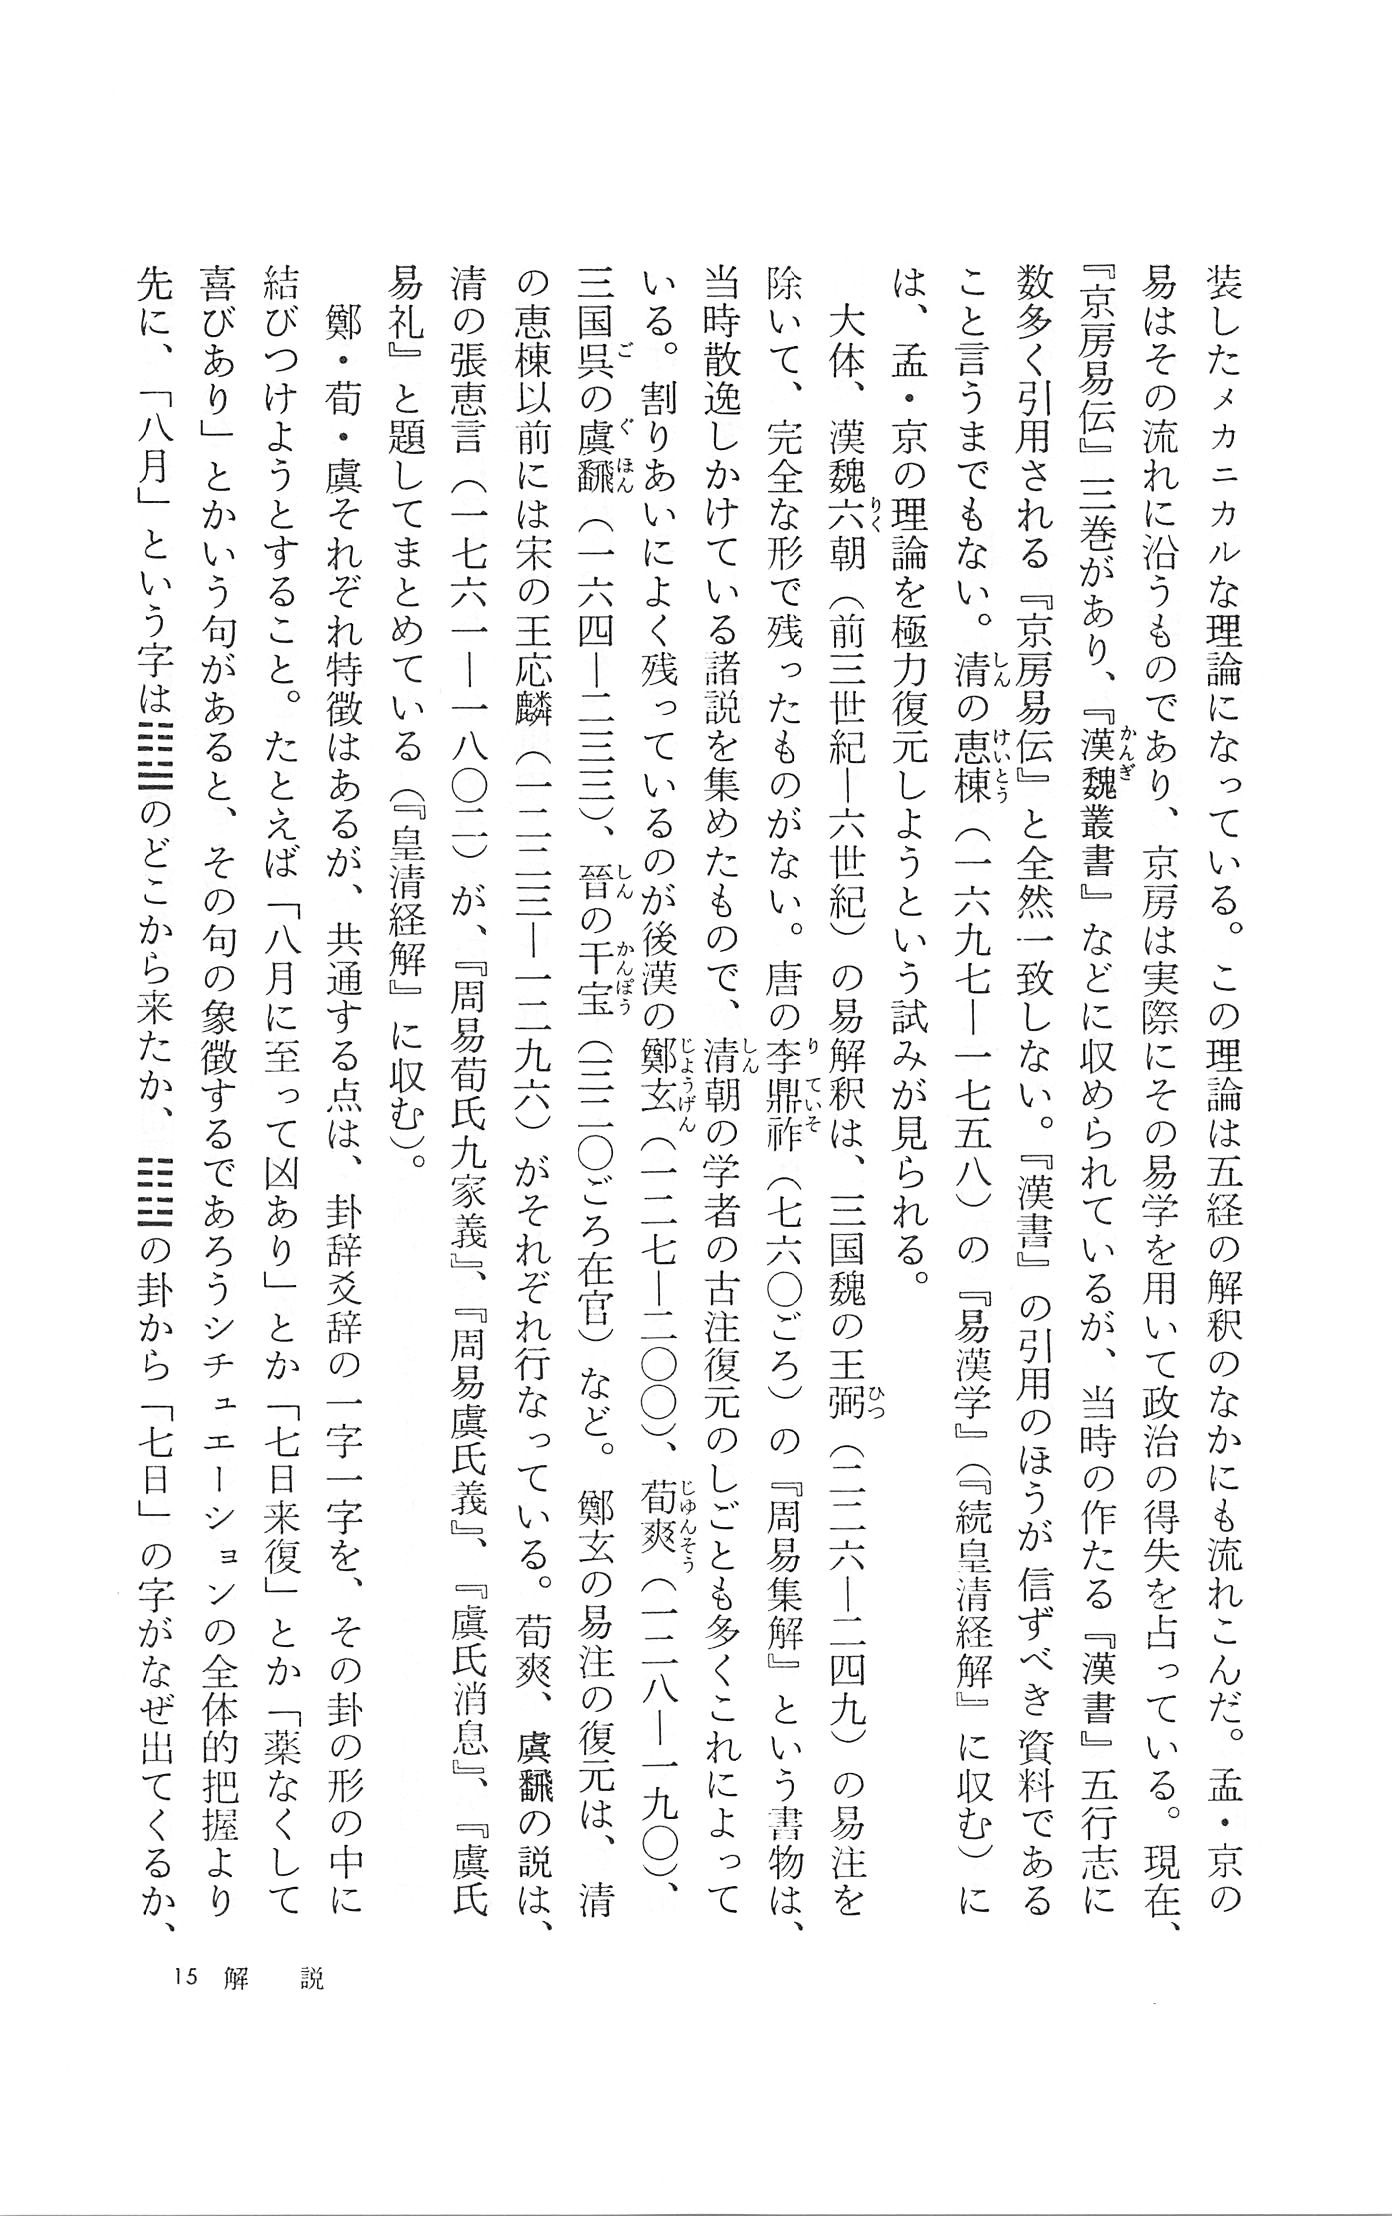 装したメカニカルな理論になっている。この理論は五経の解釈のなかにも流れこんだ。孟・京の
易はその流れに沿うものであり、京房は実際にその易学を用いて政治の得失を占っている。現在、
『京房易伝』三巻があり、『漢魏叢書』などに収められているが、当時の作たる『漢書』五行志に
数多く引用される『京房易伝』と全然一致しない。『漢書』の引用のほうが信ずべき資料である
こと言うまでもない。清の恵棟（一六九七—一七五八）の『易漢学』（『続皇清経解』に収む）に
は、孟・京の理論を極力復元しようという試みが見られる。
大体、漢魏六朝（前三世紀—六世紀）の易解釈は、三国魏の王弼（二二六—二四九）の易注を
除いて、完全な形で残ったものがない。唐の李鼎祚（七六〇ごろ）の『周易集解』という書物は、
当時散逸しかけている諸説を集めたもので、清朝の学者の古注復元のしごとも多くこれによって
いる。割りあいによく残っているのが後漢の鄭玄（一二七—二〇〇）、荀爽（一二八—一九〇）、
三国呉の虞翻（一六四—二三三）、晉の干宝（三二〇ごろ在官）など。鄭玄の易注の復元は、清
の恵棟以前には宋の王応麟（一二二三—一二九六）がそれぞれ行なっている。荀爽、虞翻の説は、
清の張恵言（一七六一—一八〇二）が、『周易荀氏九家義』、『周易虞氏義』、『虞氏消息』、『虞氏
易礼』と題してまとめている（『皇清経解』に収む）。
鄭・荀・虞それぞれ特徴はあるが、共通する点は、卦辞爻辞の一字一字を、その卦の形の中に
結びつけようとすること。たとえば「八月に至って凶あり」とか「七日来復」とか「薬なくして
喜びあり」とかいう句があると、その句の象徴するであろうシチュエーションの全体的把握より
先に、「八月」という字は䷒のどこから来たか、䷗の卦から「七日」の字がなぜ出てくるか、
15 解 説